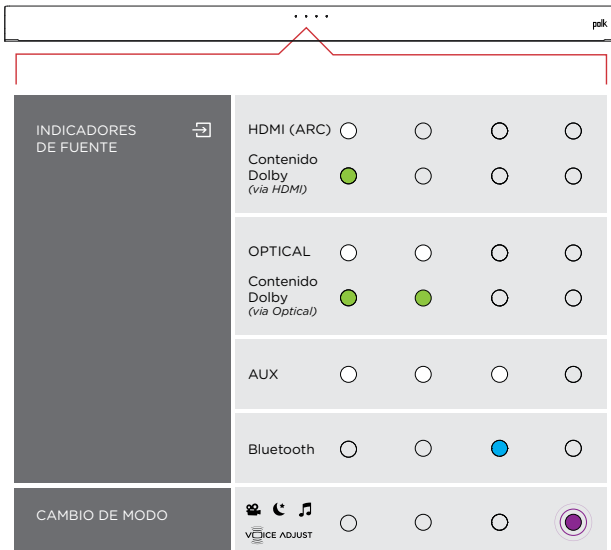 polk
INDICADORES
DE FUENTE
HDMI (ARC)
Contenido
Dolby
(via HDMI)
OPTICAL
Contenido
Dolby
(via Optical)
AUX
Bluetooth
CAMBIO DE MODO
VOICE ADJUST